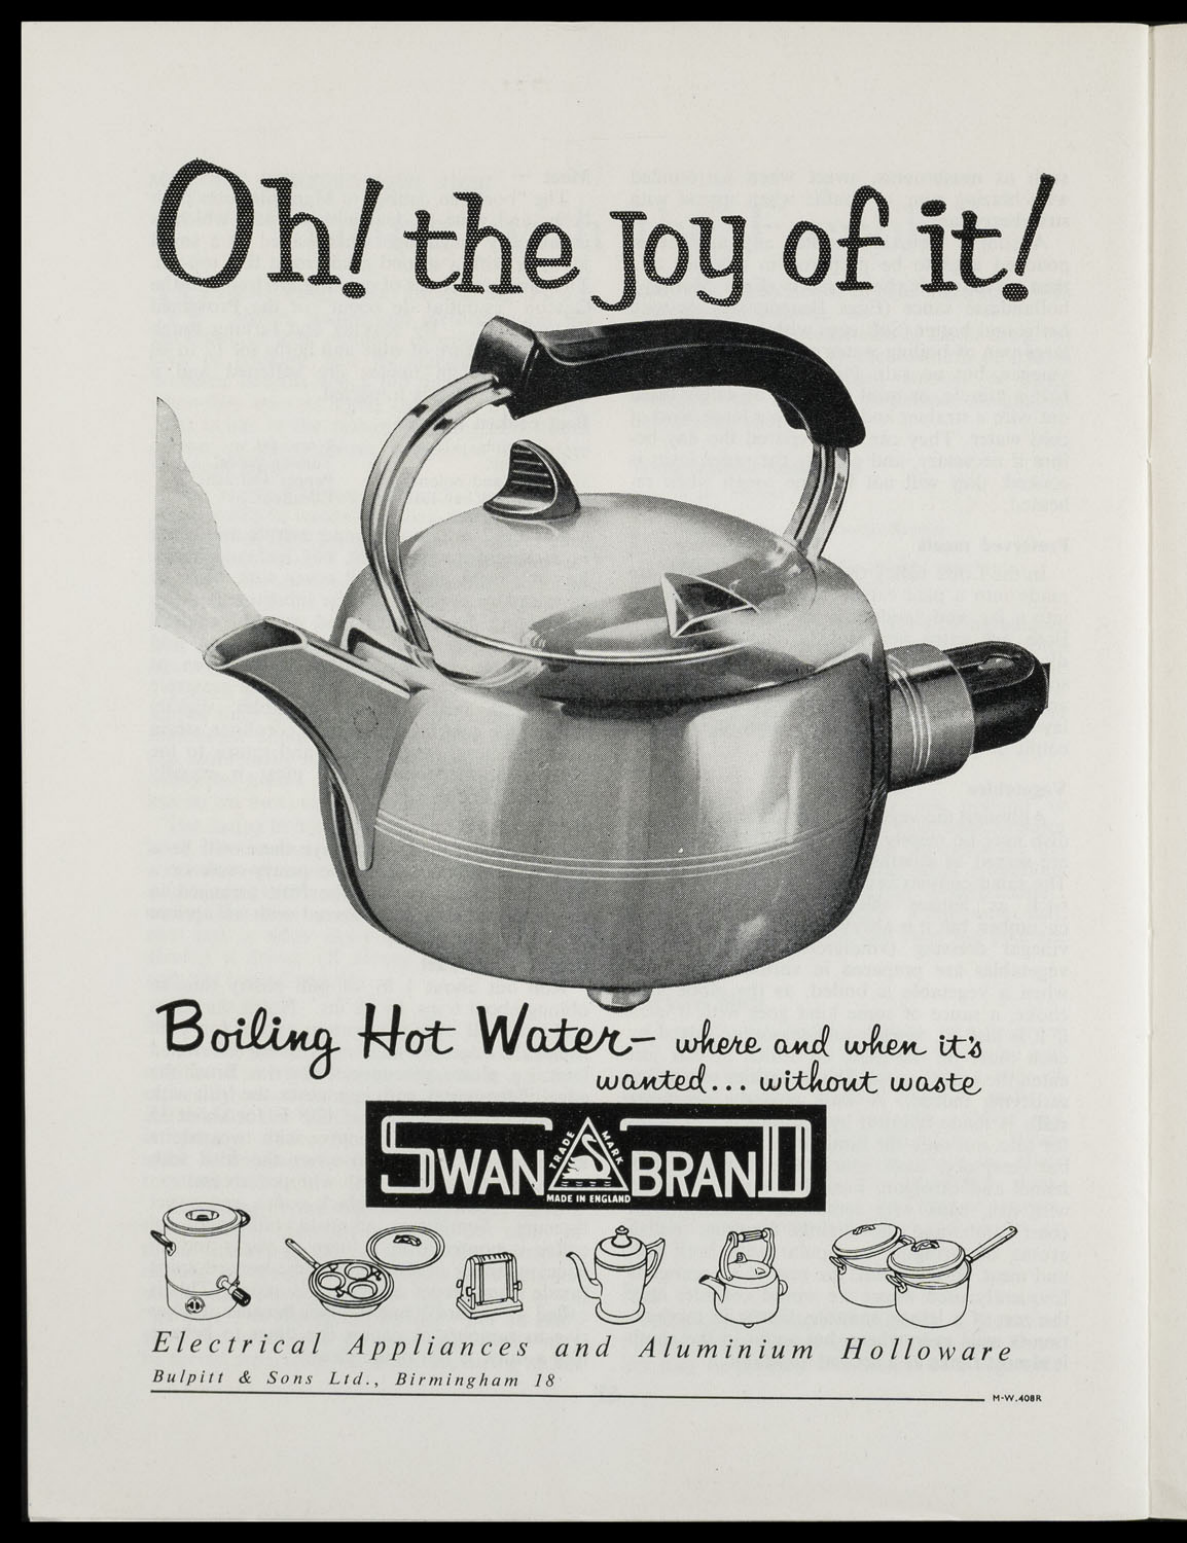 Oh! the Joy of it!
Boiling Hot Water– where and when it's
wanted... without waste
SWAN BRAND
TRADE MARK
MADE IN ENGLAND
Electrical Appliances and Aluminium Holloware
Bulpitt & Sons Ltd., Birmingham 18
M-W.408R